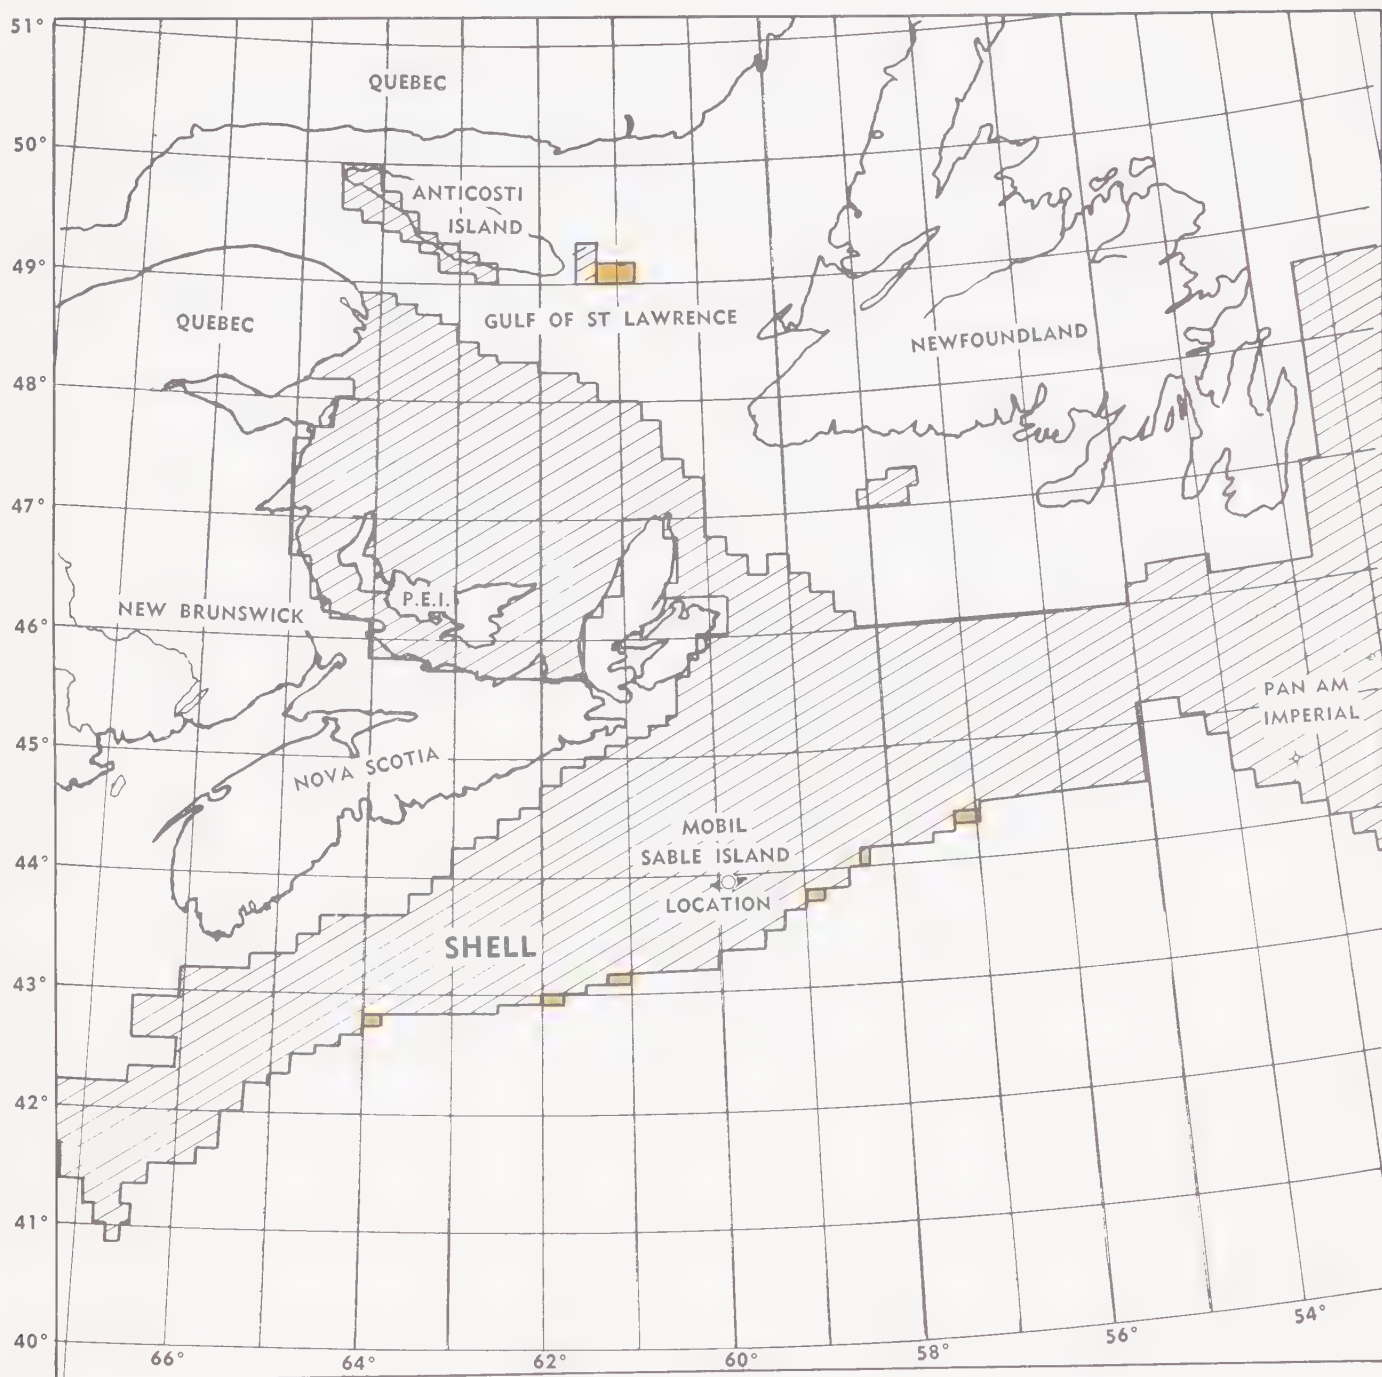 51°
QUEBEC
50°
ANTICOSTI
ISLAND
49°
QUEBEC
GULF OF ST LAWRENCE
NEWFOUNDLAND
48°
47°
P.E.I.
NEW BRUNSWICK
46°
PAN AM
IMPERIAL
45°
NOVA SCOTIA
MOBIL
SABLE ISLAND
44°
LOCATION
SHELL
43°
42°
41°
40°
66°
64°
62°
60°
58°
56°
54°